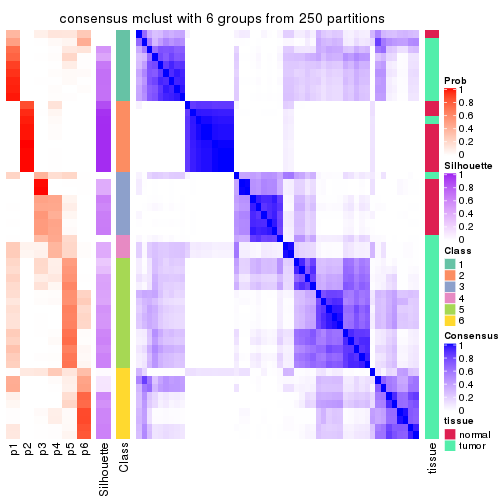 consensus mclust with 6 groups from 250 partitions
Prob
1
0.8
0.6
0.4
0.2
0
Silhouette
1
0.8
0.6
0.4
0.2
0
Class
1
2
3
4
5
6
Consensus
1
0.8
0.6
0.4
0.2
0
tissue
normal
tumor
p1
p2
p3
p4
p5
p6
Silhouette
Class
tissue